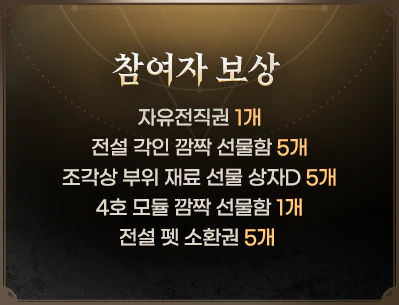 참여자 보상
자유전직권 1개
전설 각인 깜짝 선물함 5개
조각상 부위 재료 선물 상자D 5개
4호 모듈 깜짝 선물함 1개
전설 펫 소환권 5개